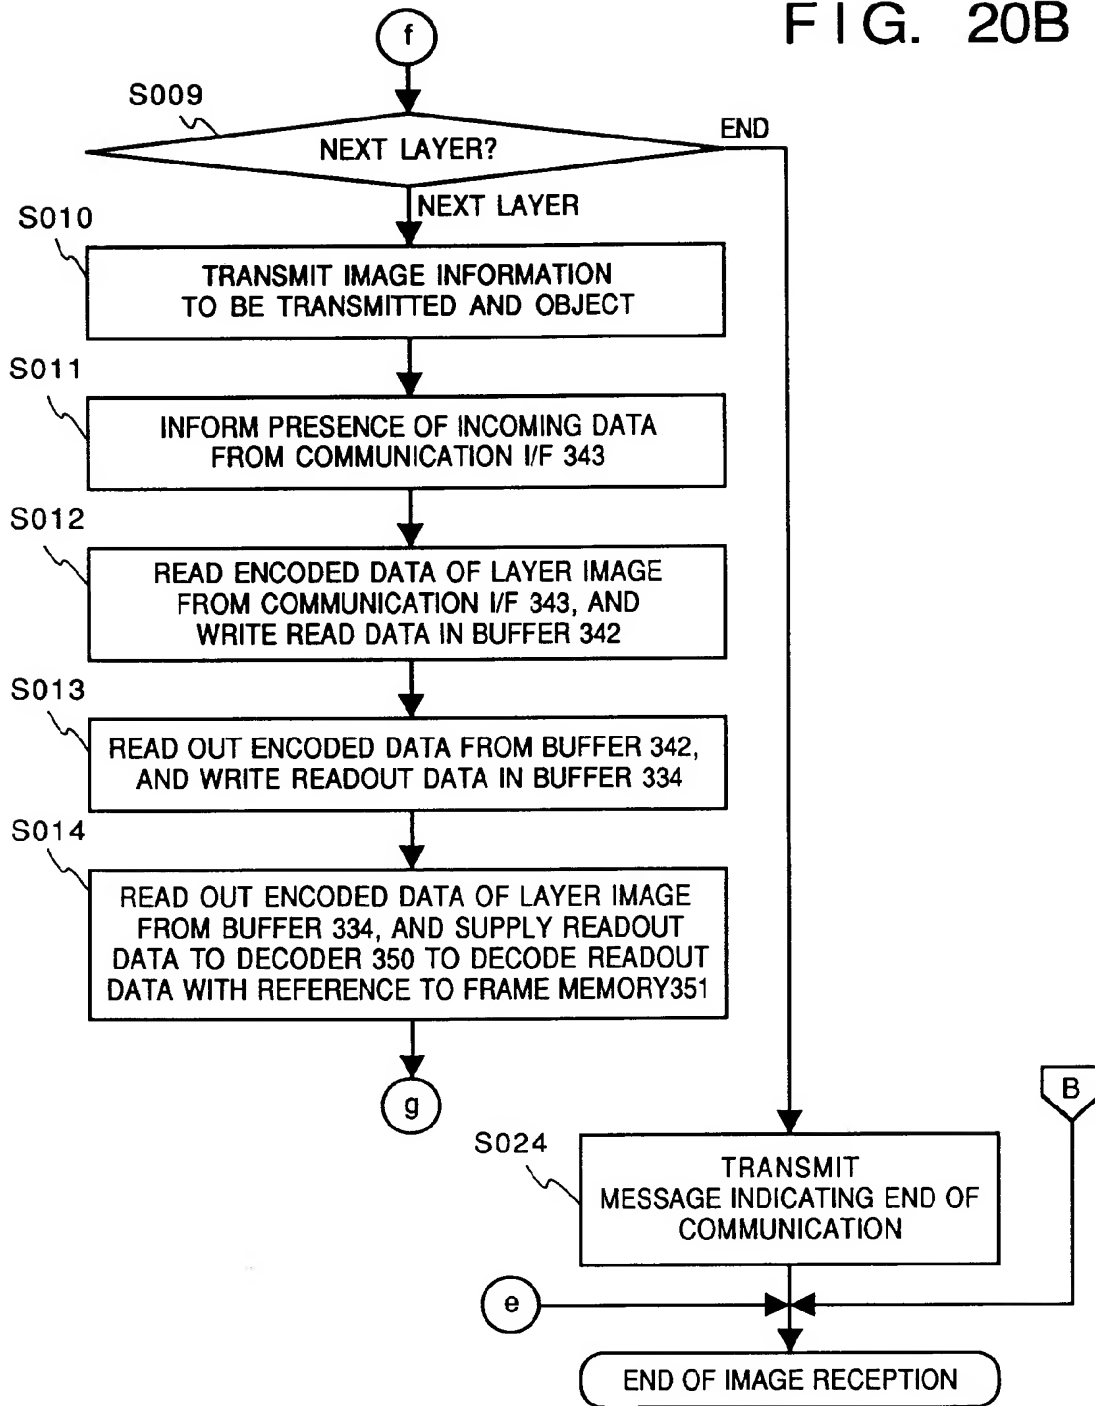 FIG. 20B
f
S009
NEXT LAYER?
END
NEXT LAYER
S010
TRANSMIT IMAGE INFORMATION
TO BE TRANSMITTED AND OBJECT
S011
INFORM PRESENCE OF INCOMING DATA
FROM COMMUNICATION I/F 343
S012
READ ENCODED DATA OF LAYER IMAGE
FROM COMMUNICATION I/F 343, AND
WRITE READ DATA IN BUFFER 342
S013
READ OUT ENCODED DATA FROM BUFFER 342,
AND WRITE READOUT DATA IN BUFFER 334
S014
READ OUT ENCODED DATA OF LAYER IMAGE
FROM BUFFER 334, AND SUPPLY READOUT
DATA TO DECODER 350 TO DECODE READOUT
DATA WITH REFERENCE TO FRAME MEMORY351
g
B
S024
TRANSMIT
MESSAGE INDICATING END OF
COMMUNICATION
e
END OF IMAGE RECEPTION